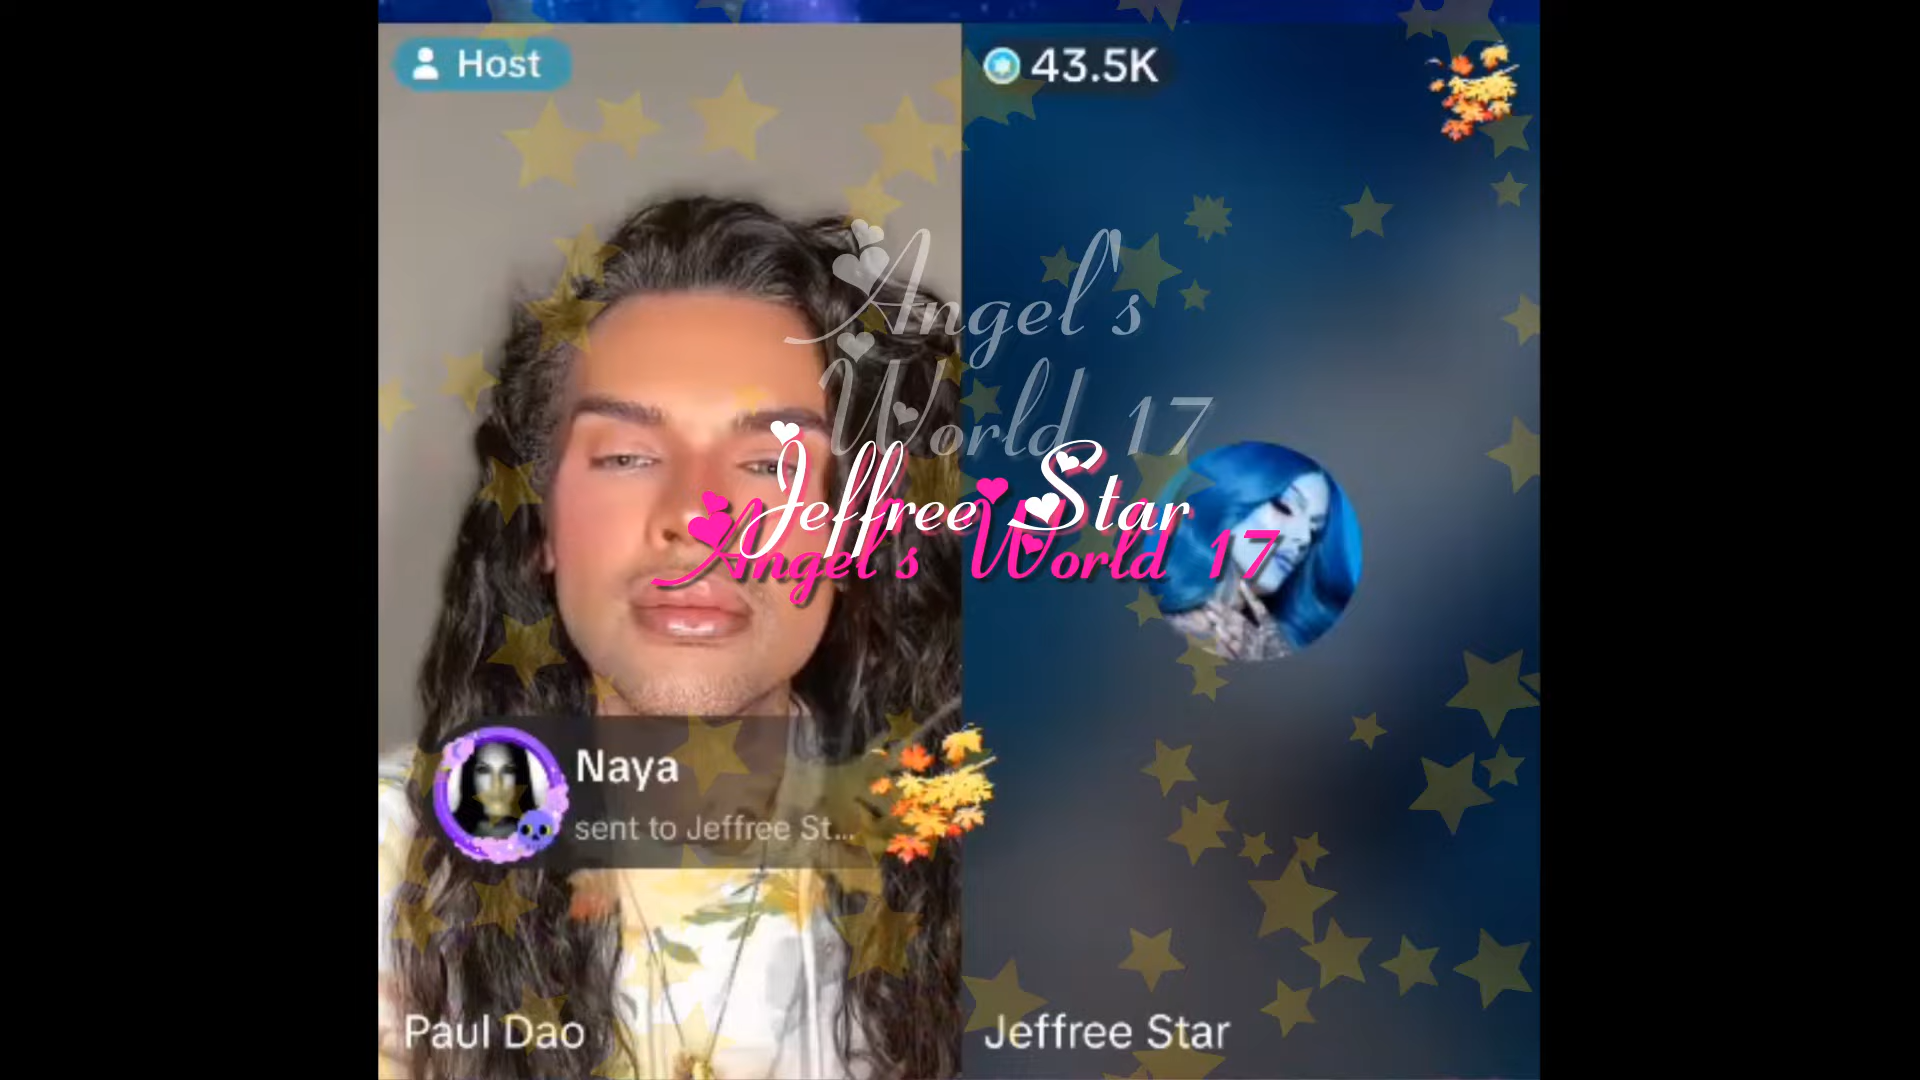 Host
43.5K
Angel's
World 17
Jeffree Star
Angel's World 17
Naya
sent to Jeffree St...
Paul Dao
Jeffree Star